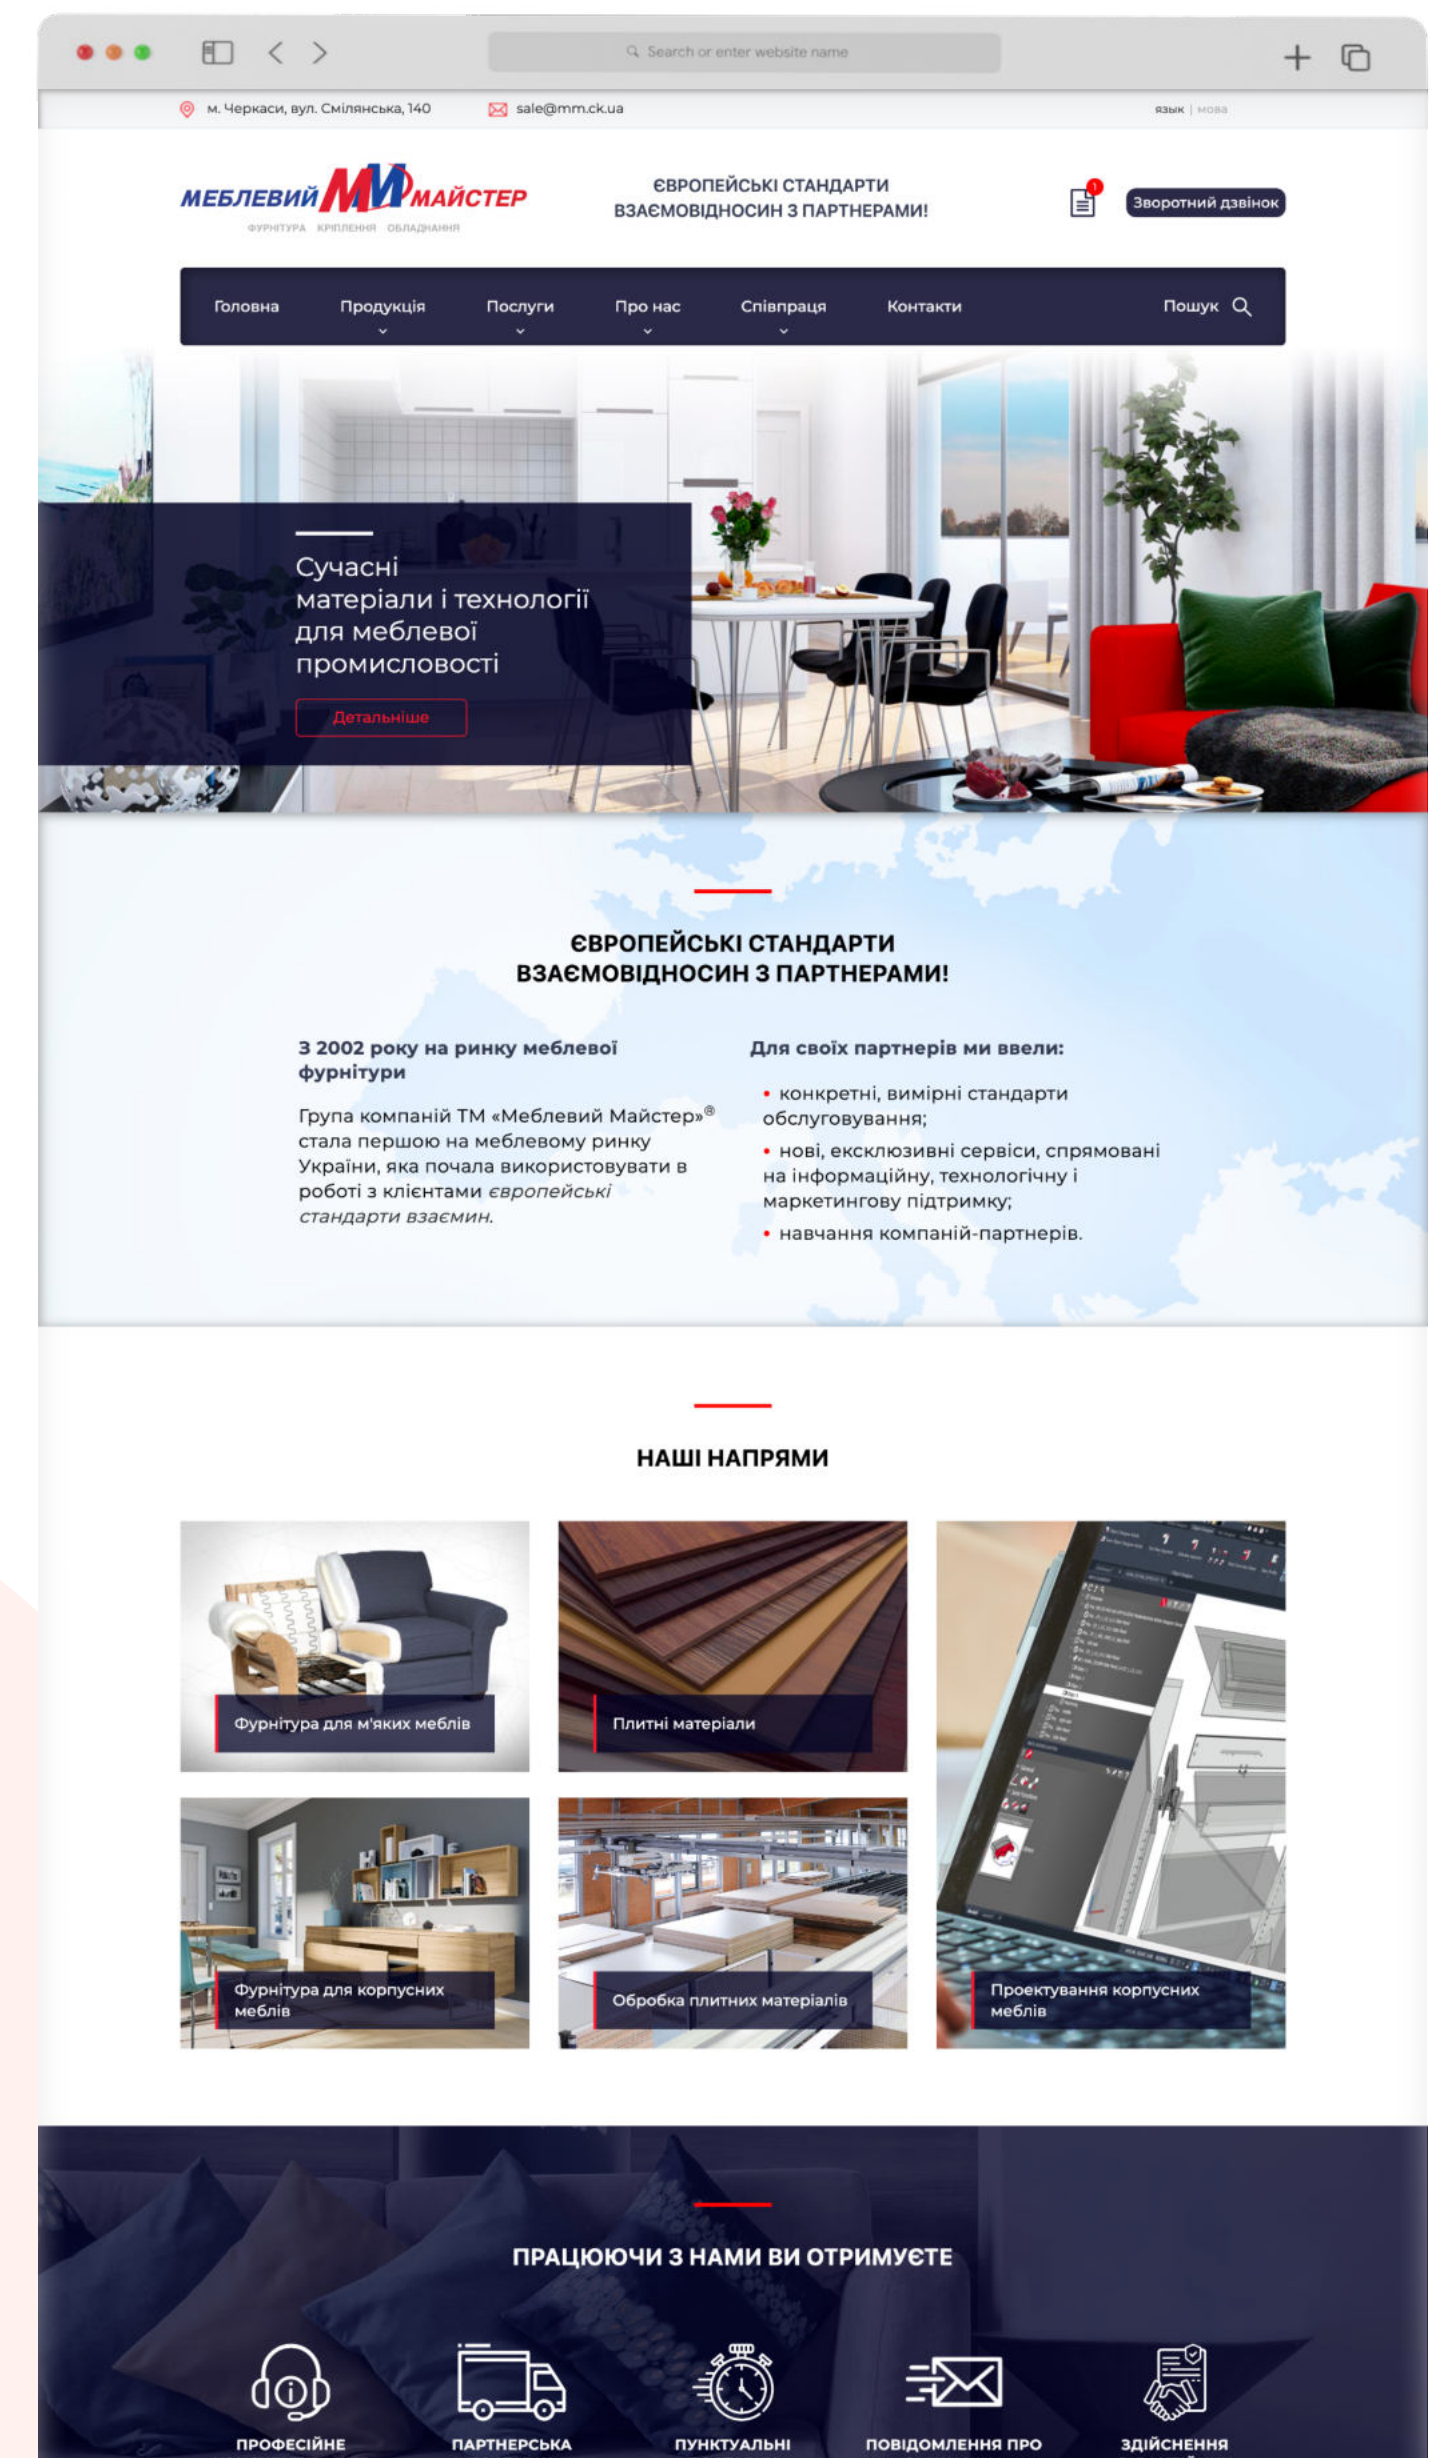 Search or enter website name
м. Черкаси, вул. Смілянська, 140
sale@mm.ck.ua
язык | мова
МЕБЛЕВИЙ ММ МАЙСТЕР
ФУРНІТУРА КРІПЛЕННЯ ОБЛАДНАННЯ
ЄВРОПЕЙСЬКІ СТАНДАРТИ
ВЗАЄМОВІДНОСИН З ПАРТНЕРАМИ!
1
Зворотний дзвінок
Головна
Продукція
Послуги
Про нас
Співпраця
Контакти
Пошук
Сучасні
матеріали і технології
для меблевої
промисловості
Детальніше
ЄВРОПЕЙСЬКІ СТАНДАРТИ
ВЗАЄМОВІДНОСИН З ПАРТНЕРАМИ!
З 2002 року на ринку меблевої
фурнітури
Група компаній ТМ «Меблевий Майстер»®
стала першою на меблевому ринку
України, яка почала використовувати в
роботі з клієнтами європейські
стандарти взаємин.
Для своїх партнерів ми ввели:
• конкретні, вимірні стандарти
обслуговування;
• нові, ексклюзивні сервіси, спрямовані
на інформаційну, технологічну і
маркетингову підтримку;
• навчання компаній-партнерів.
НАШІ НАПРЯМИ
Фурнітура для м'яких меблів
Плитні матеріали
Фурнітура для корпусних
меблів
Обробка плитних матеріалів
Проектування корпусних
меблів
ПРАЦЮЮЧИ З НАМИ ВИ ОТРИМУЄТЕ
ПРОФЕСІЙНЕ
ПАРТНЕРСЬКА
ПУНКТУАЛЬНІ
ПОВІДОМЛЕННЯ ПРО
ЗДІЙСНЕННЯ